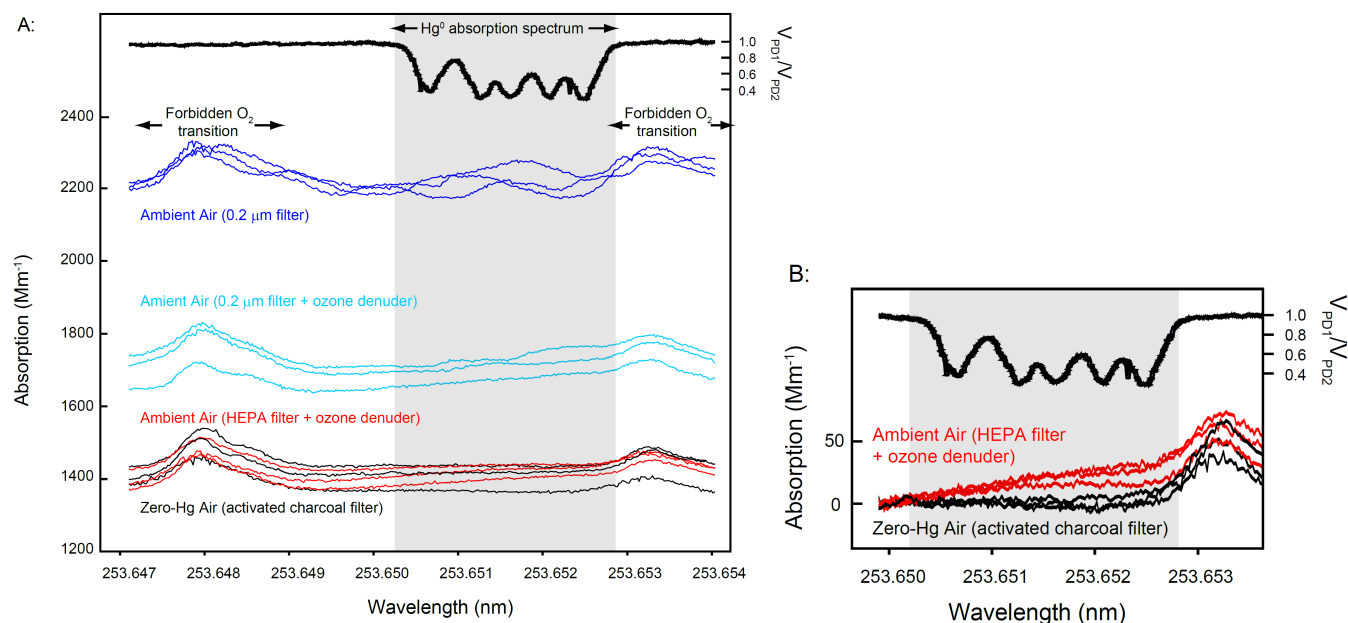 A:
Hg⁰ absorption spectrum
1.0
0.8
0.6
0.4
V_PD1/V_PD2
Forbidden O₂
transition
Forbidden O₂
transition
2400
2200
2000
1800
1600
1400
1200
Absorption (Mm⁻¹)
Ambient Air (0.2 μm filter)
Amient Air (0.2 μm filter + ozone denuder)
Ambient Air (HEPA filter + ozone denuder)
Zero-Hg Air (activated charcoal filter)
253.647
253.648
253.649
253.650
253.651
253.652
253.653
253.654
Wavelength (nm)
B:
1.0
0.8
0.6
0.4
V_PD1/V_PD2
50
0
Absorption (Mm⁻¹)
Ambient Air (HEPA filter
+ ozone denuder)
Zero-Hg Air (activated charcoal filter)
253.650
253.651
253.652
253.653
Wavelength (nm)